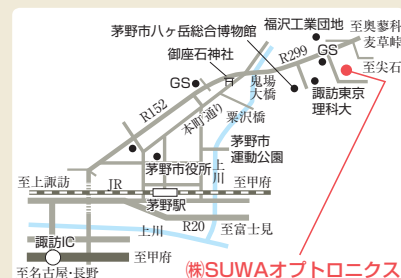 福沢工業団地
至奥蓼科
麦草峠
茅野市八ヶ岳総合博物館
R299
GS
至尖石
御座石神社
GS
鬼場
大橋
諏訪東京
理科大
R152
本町通り
粟沢橋
茅野市
運動公園
上川
茅野市役所
至上諏訪
JR
至甲府
茅野駅
上川
R20
至富士見
諏訪IC
至甲府
至名古屋・長野
㈱SUWAオプトロニクス